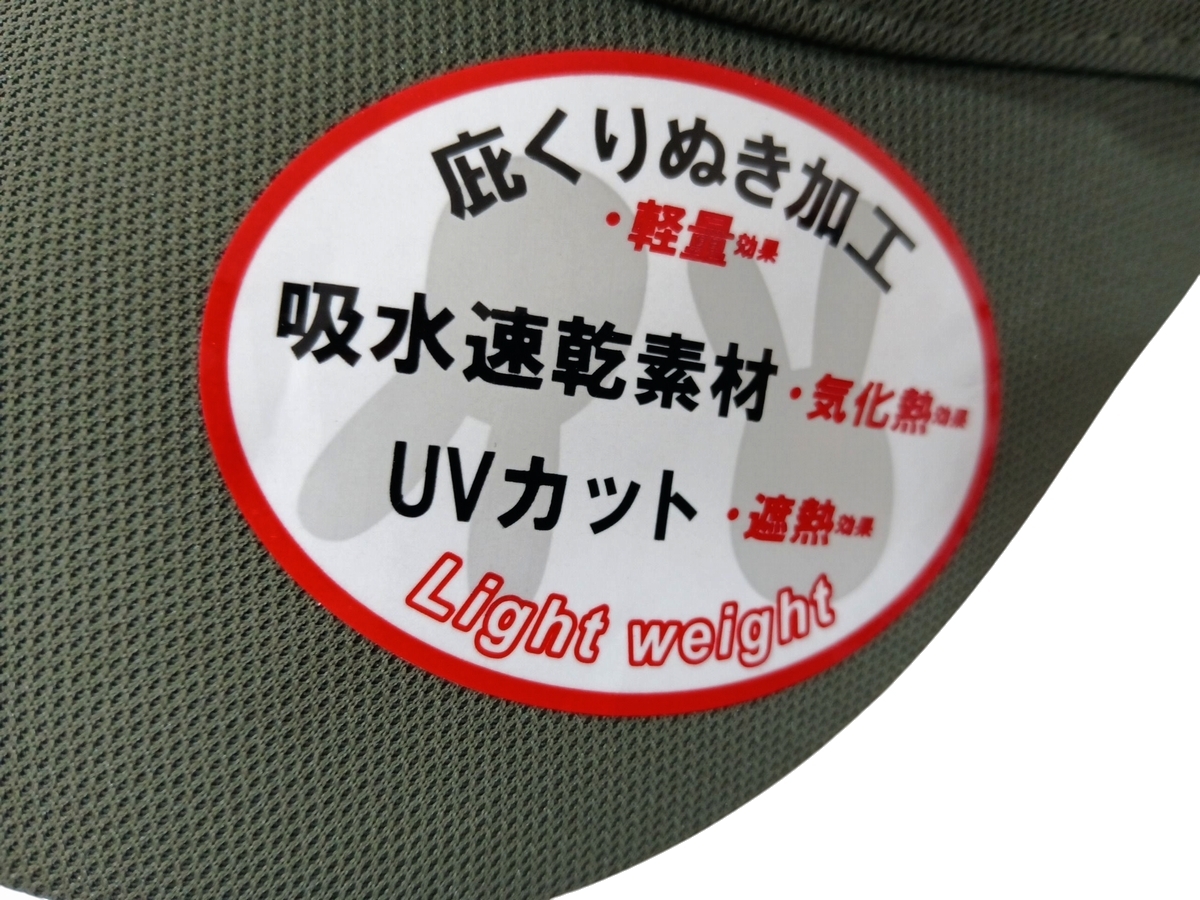 庇くりぬき加工
・軽量効果
吸水速乾素材・気化熱効果
UVカット・遮熱効果
Light weight